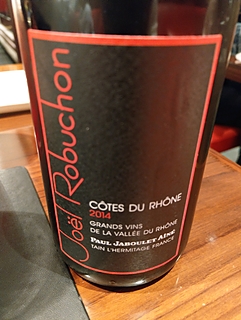 Joël Robuchon
CÔTES DU RHÔNE
2014
GRANDS VINS
DE LA VALLÉE DU RHÔNE
PAUL JABOULET AÎNÉ
TAIN L'HERMITAGE FRANCE